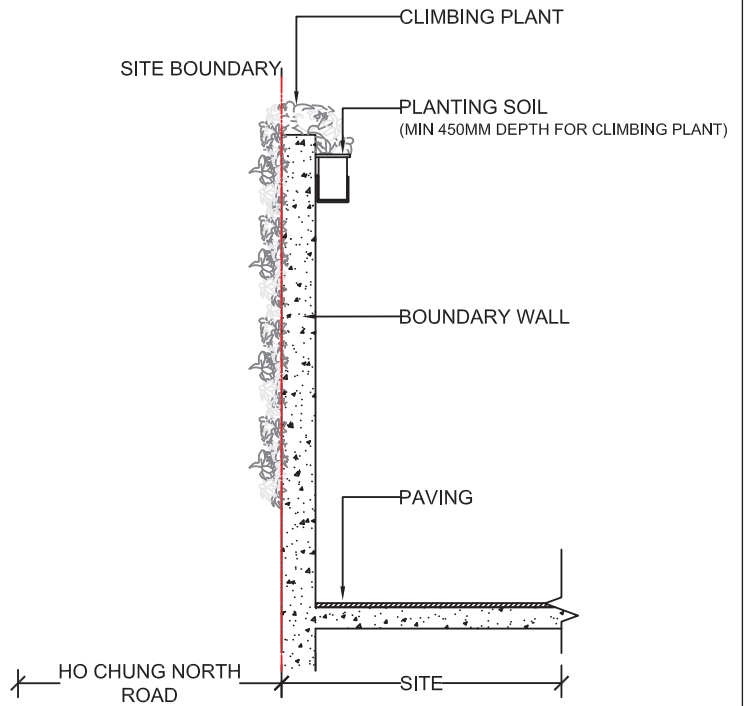 CLIMBING PLANT
SITE BOUNDARY
PLANTING SOIL
(MIN 450MM DEPTH FOR CLIMBING PLANT)
BOUNDARY WALL
PAVING
HO CHUNG NORTH
ROAD
SITE